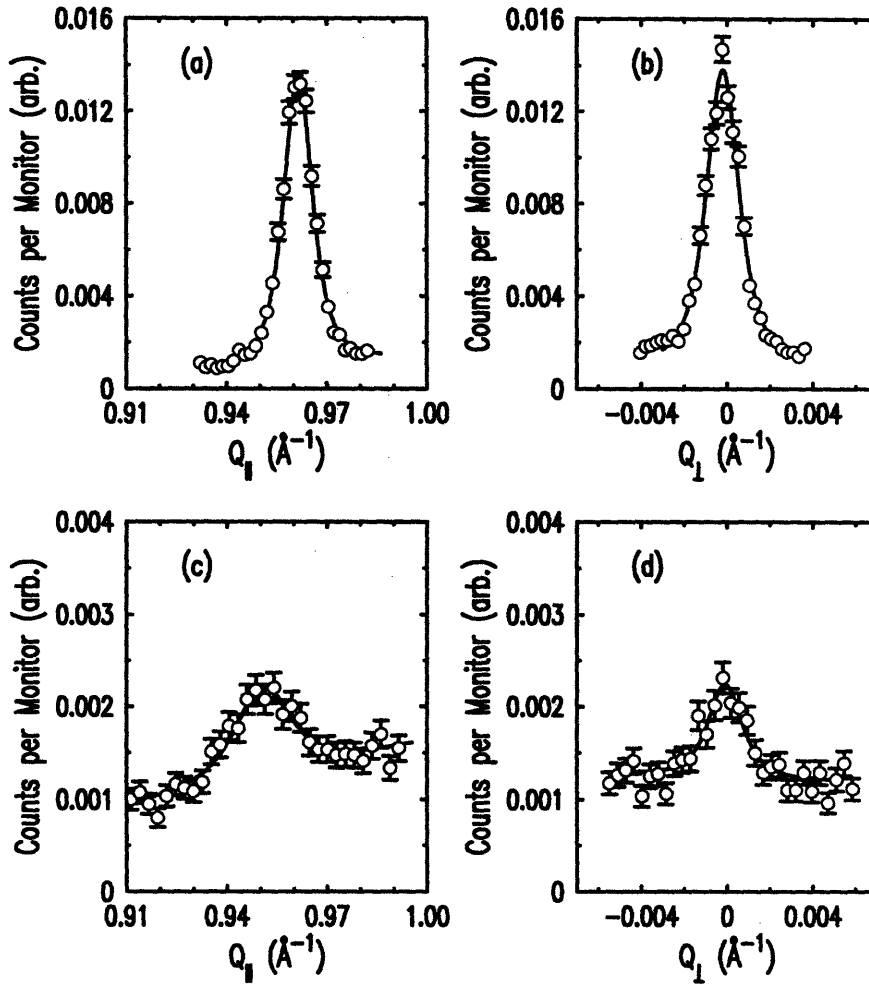 (a)
Counts per Monitor (arb.)
0.016
0.012
0.008
0.004
0
0.91
0.94
0.97
1.00
Q∥ (Å⁻¹)
(b)
Counts per Monitor (arb.)
0.016
0.012
0.008
0.004
0
-0.004
0
0.004
Q⊥ (Å⁻¹)
(c)
Counts per Monitor (arb.)
0.004
0.003
0.002
0.001
0
0.91
0.94
0.97
1.00
Q∥ (Å⁻¹)
(d)
Counts per Monitor (arb.)
0.004
0.003
0.002
0.001
0
-0.004
0
0.004
Q⊥ (Å⁻¹)